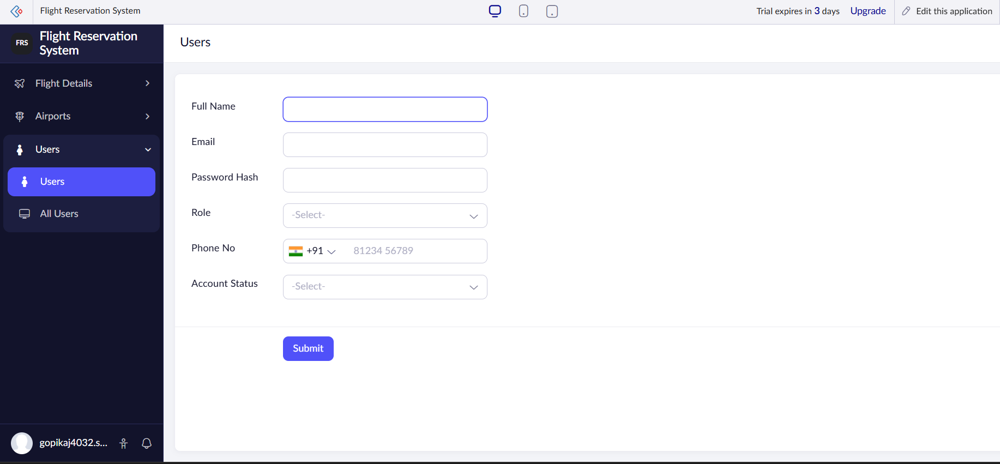 Flight Reservation System
Trial expires in 3 days Upgrade Edit this application
FRS
Flight Reservation
System
Flight Details
Airports
Users
Users
All Users
gopikaj4032.s...
Users
Full Name
Email
Password Hash
Role
-Select-
Phone No
+91 81234 56789
Account Status
-Select-
Submit